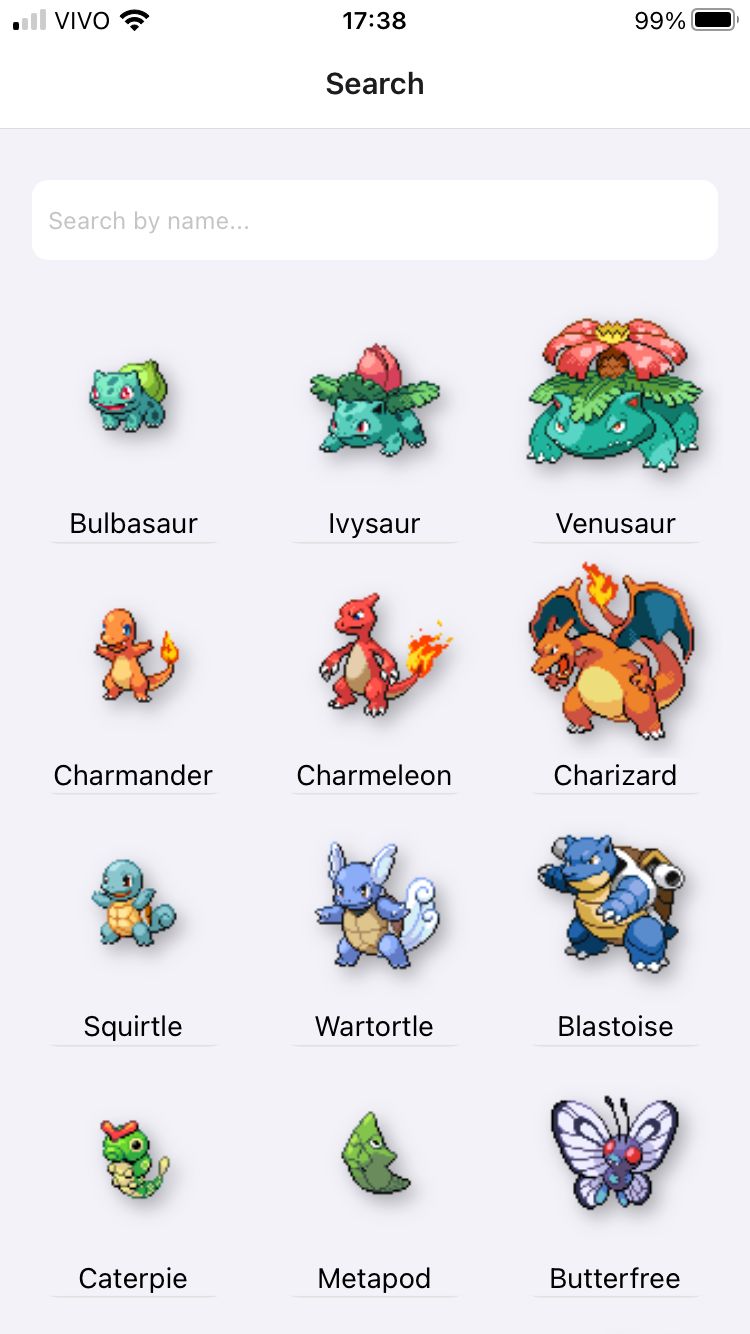 VIVO 17:38 99%
Search
Search by name...
Bulbasaur Ivysaur Venusaur
Charmander Charmeleon Charizard
Squirtle Wartortle Blastoise
Caterpie Metapod Butterfree